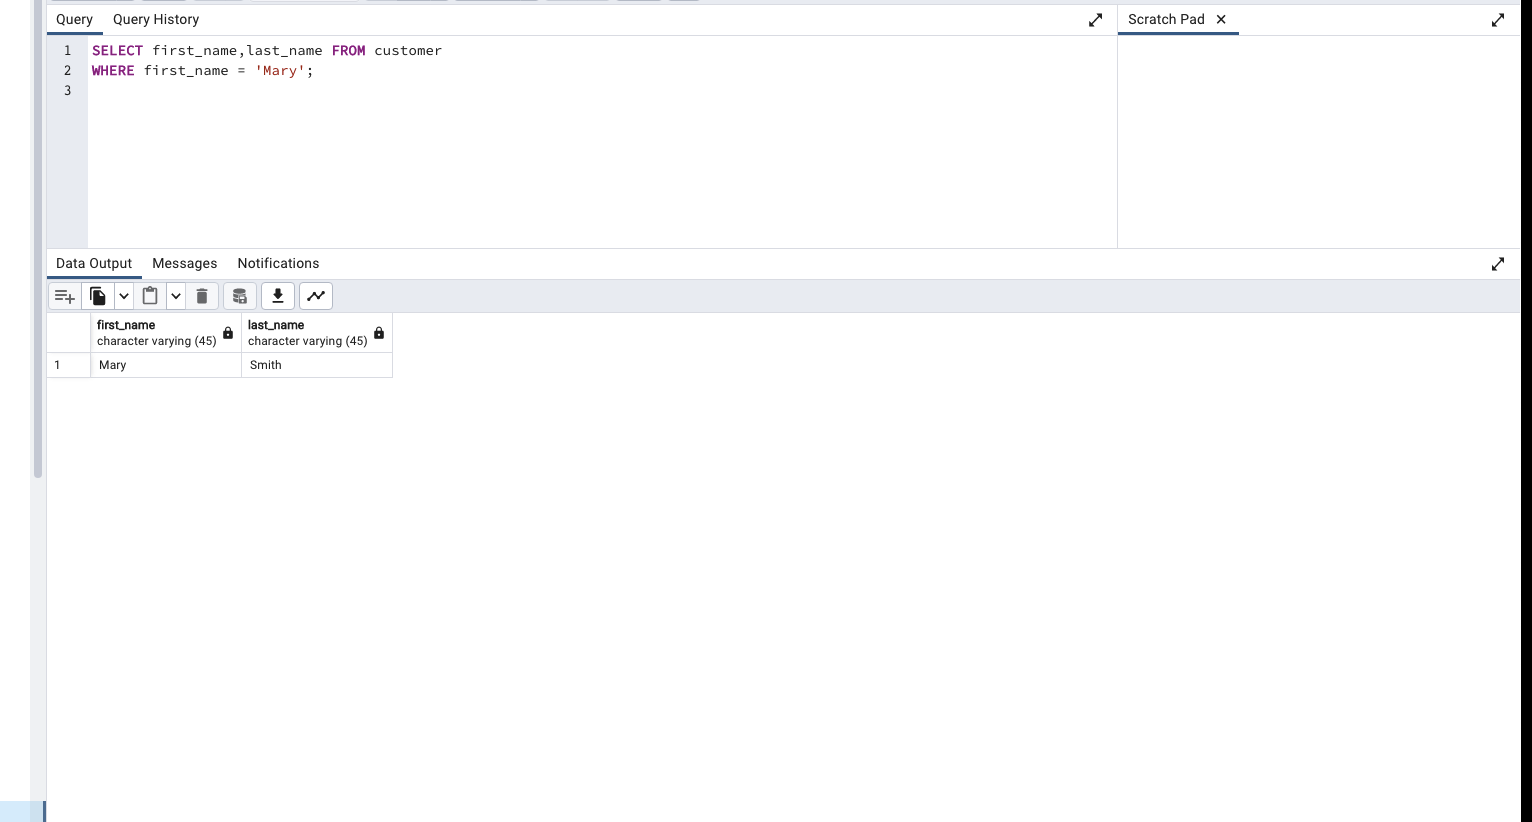 Query Query History
Scratch Pad
1 SELECT first_name,last_name FROM customer
2 WHERE first_name = 'Mary';
3
Data Output Messages Notifications
first_name last_name
character varying (45) character varying (45)
1 Mary Smith